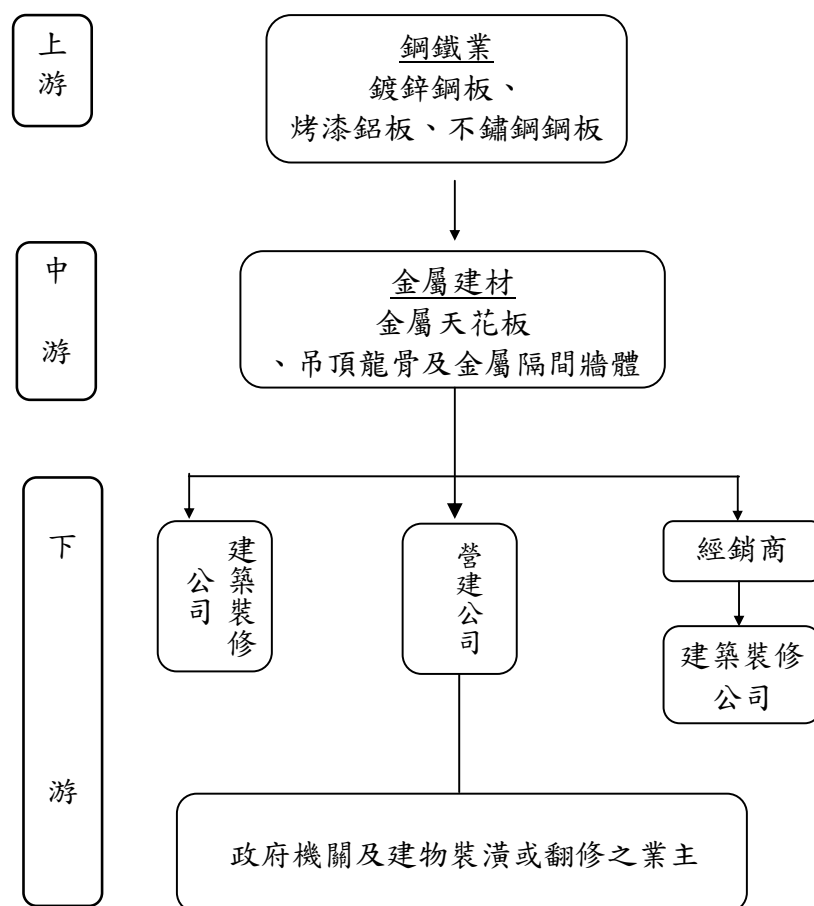 上游
鋼鐵業
鍍鋅鋼板、
烤漆鋁板、不鏽鋼鋼板
中游
金屬建材
金屬天花板
、吊頂龍骨及金屬隔間牆體
下游
建築裝修
公司
營建公司
經銷商
建築裝修
公司
政府機關及建物裝潢或翻修之業主